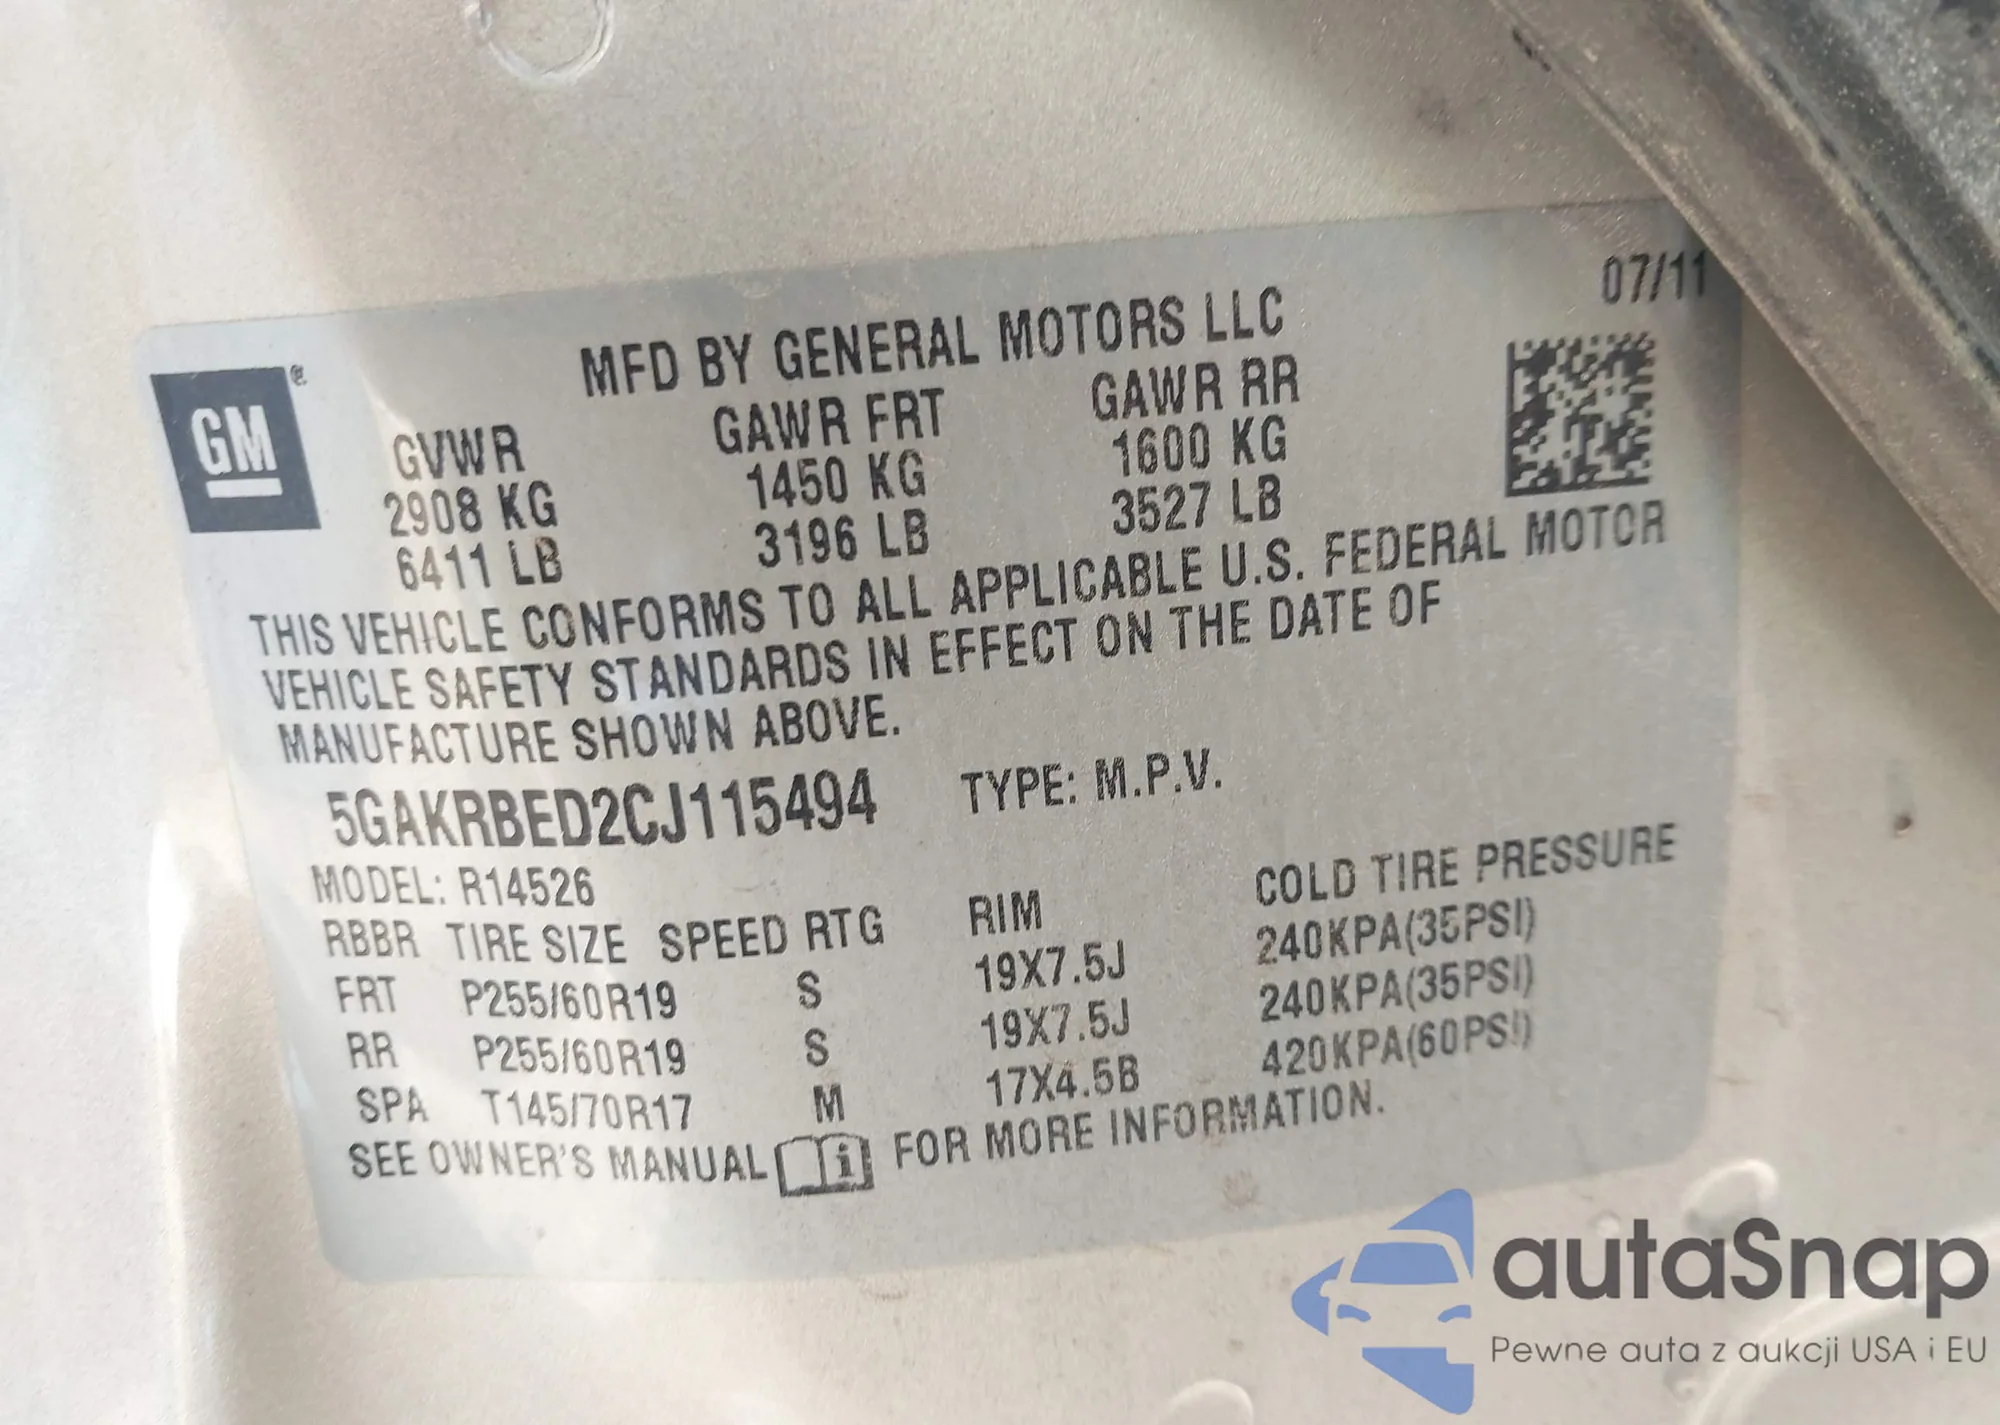 07/11
MFD BY GENERAL MOTORS LLC
GM
GVWR GAWR FRT GAWR RR
2908 KG 1450 KG 1600 KG
6411 LB 3196 LB 3527 LB
THIS VEHICLE CONFORMS TO ALL APPLICABLE U.S. FEDERAL MOTOR
VEHICLE SAFETY STANDARDS IN EFFECT ON THE DATE OF
MANUFACTURE SHOWN ABOVE.
5GAKRBED2CJ115494 TYPE: M.P.V.
MODEL: R14526
RBBR TIRE SIZE SPEED RTG RIM COLD TIRE PRESSURE
FRT P255/60R19 S 19X7.5J 240KPA(35PSI)
RR P255/60R19 S 19X7.5J 240KPA(35PSI)
SPA T145/70R17 M 17X4.5B 420KPA(60PSI)
SEE OWNER'S MANUAL i FOR MORE INFORMATION.
autaSnap
Pewne auta z aukcji USA i EU